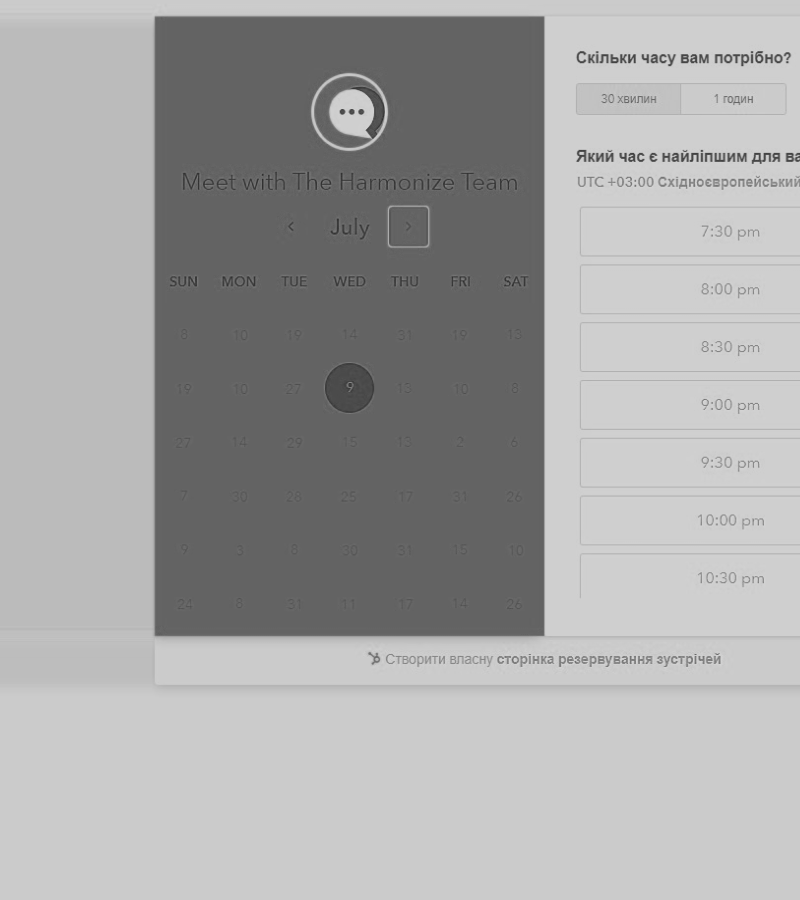 Meet with The Harmonize Team
July
SUN MON TUE WED THU FRI SAT
8 10 19 14 31 19 13
19 10 27 9 13 10 8
27 14 29 15 13 2 6
7 30 28 25 17 31 26
9 3 8 30 31 15 10
24 8 31 11 17 14 26
Скільки часу вам потрібно?
30 хвилин 1 годин
Який час є найліпшим для ва
UTC +03:00 Східноєвропейський
7:30 pm
8:00 pm
8:30 pm
9:00 pm
9:30 pm
10:00 pm
10:30 pm
Створити власну сторінка резервування зустрічей